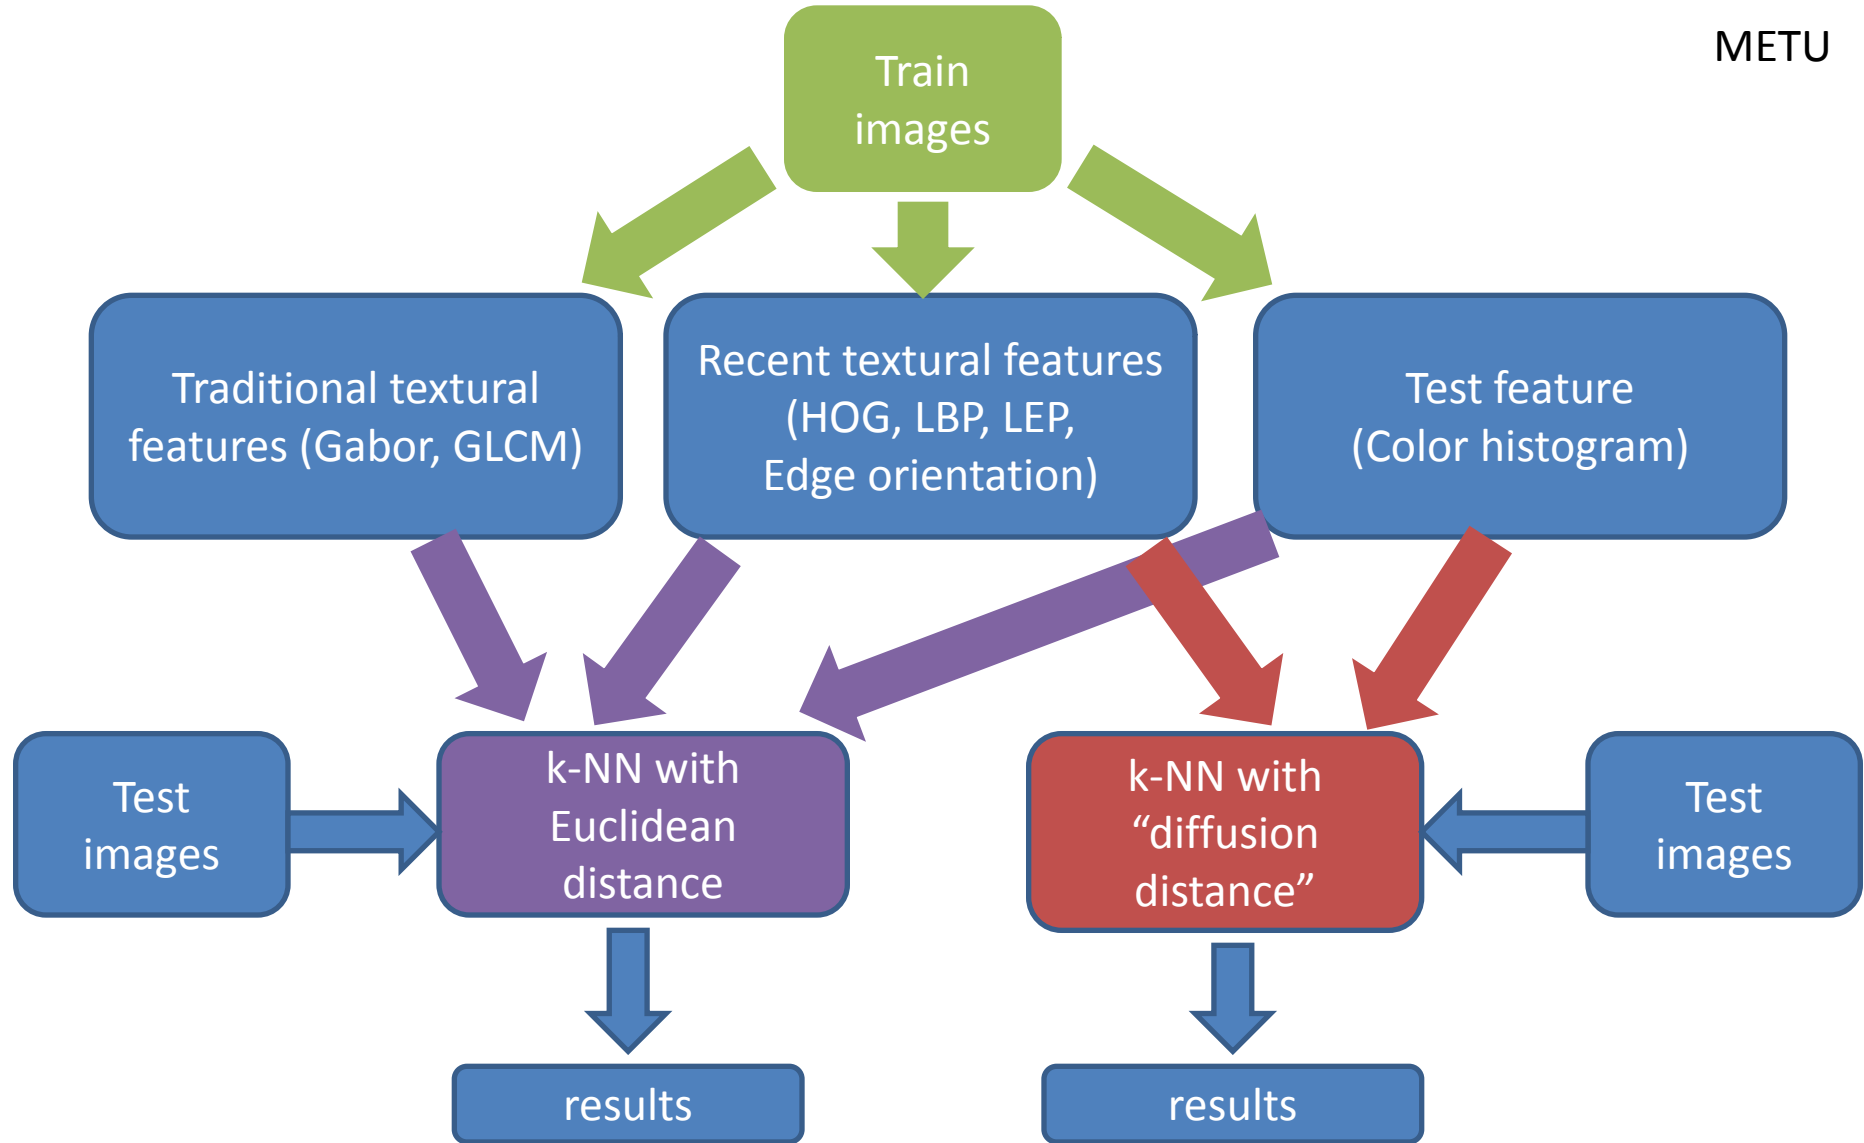 METU
Train
images
Traditional textural
features (Gabor, GLCM)
Recent textural features
(HOG, LBP, LEP,
Edge orientation)
Test feature
(Color histogram)
Test
images
k-NN with
Euclidean
distance
k-NN with
“diffusion
distance”
Test
images
results
results